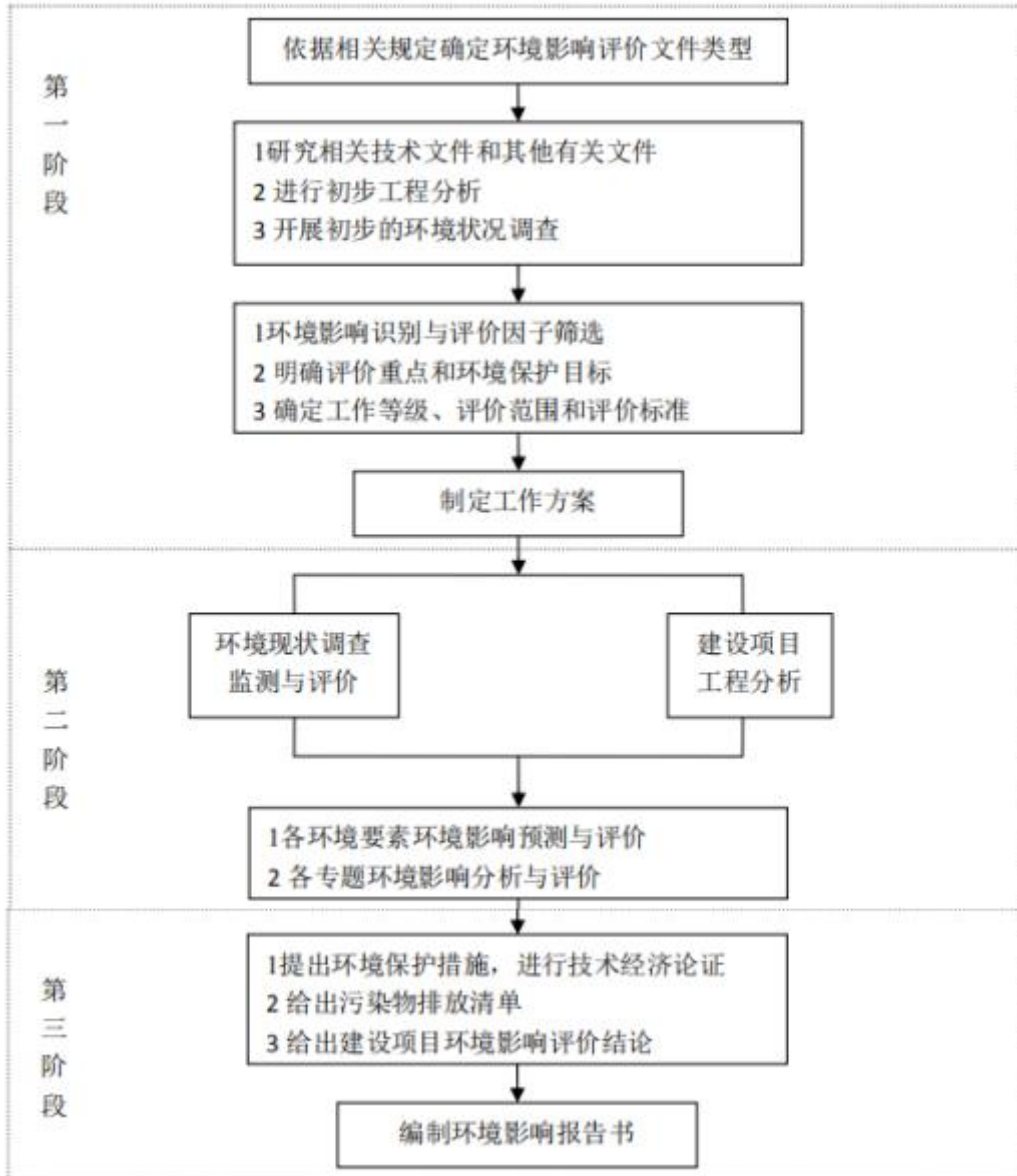 第一阶段
依据相关规定确定环境影响评价文件类型
1研究相关技术文件和其他有关文件
2 进行初步工程分析
3 开展初步的环境状况调查
1环境影响识别与评价因子筛选
2 明确评价重点和环境保护目标
3 确定工作等级、评价范围和评价标准
制定工作方案
第二阶段
环境现状调查
监测与评价
建设项目
工程分析
1各环境要素环境影响预测与评价
2 各专题环境影响分析与评价
第三阶段
1提出环境保护措施，进行技术经济论证
2 给出污染物排放清单
3 给出建设项目环境影响评价结论
编制环境影响报告书